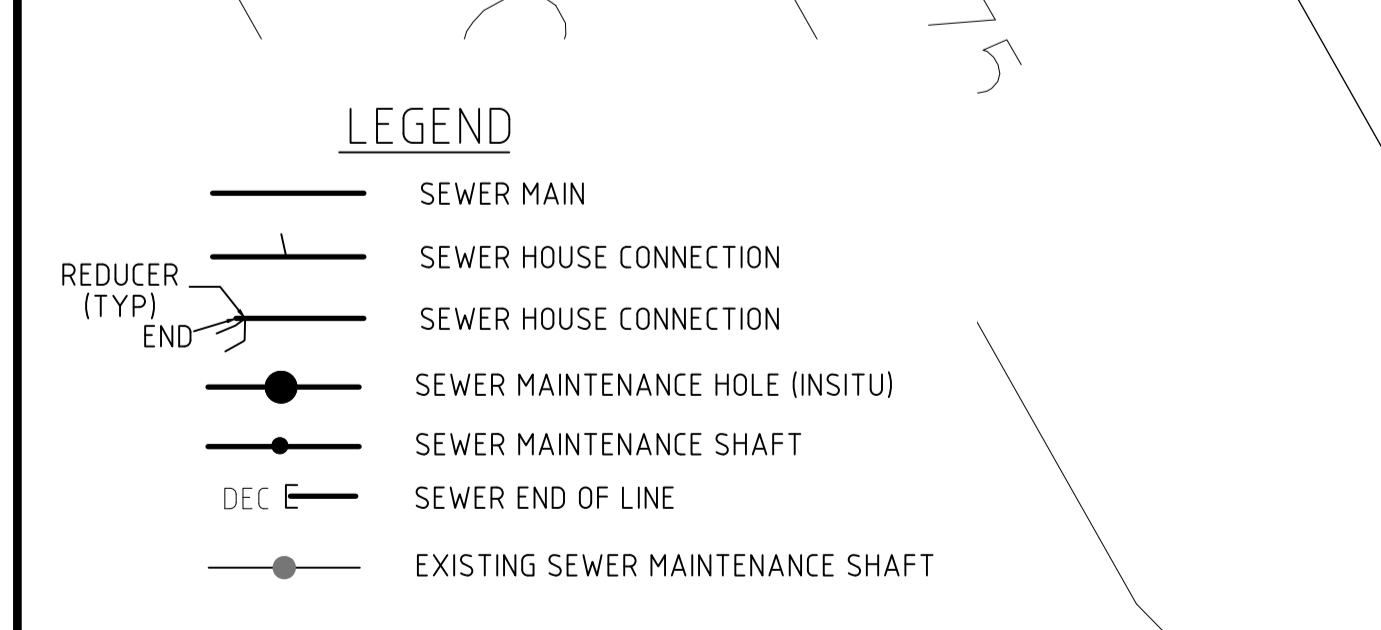 5
LEGEND
SEWER MAIN
SEWER HOUSE CONNECTION
REDUCER
(TYP)
END
SEWER HOUSE CONNECTION
SEWER MAINTENANCE HOLE (INSITU)
SEWER MAINTENANCE SHAFT
DEC E SEWER END OF LINE
EXISTING SEWER MAINTENANCE SHAFT